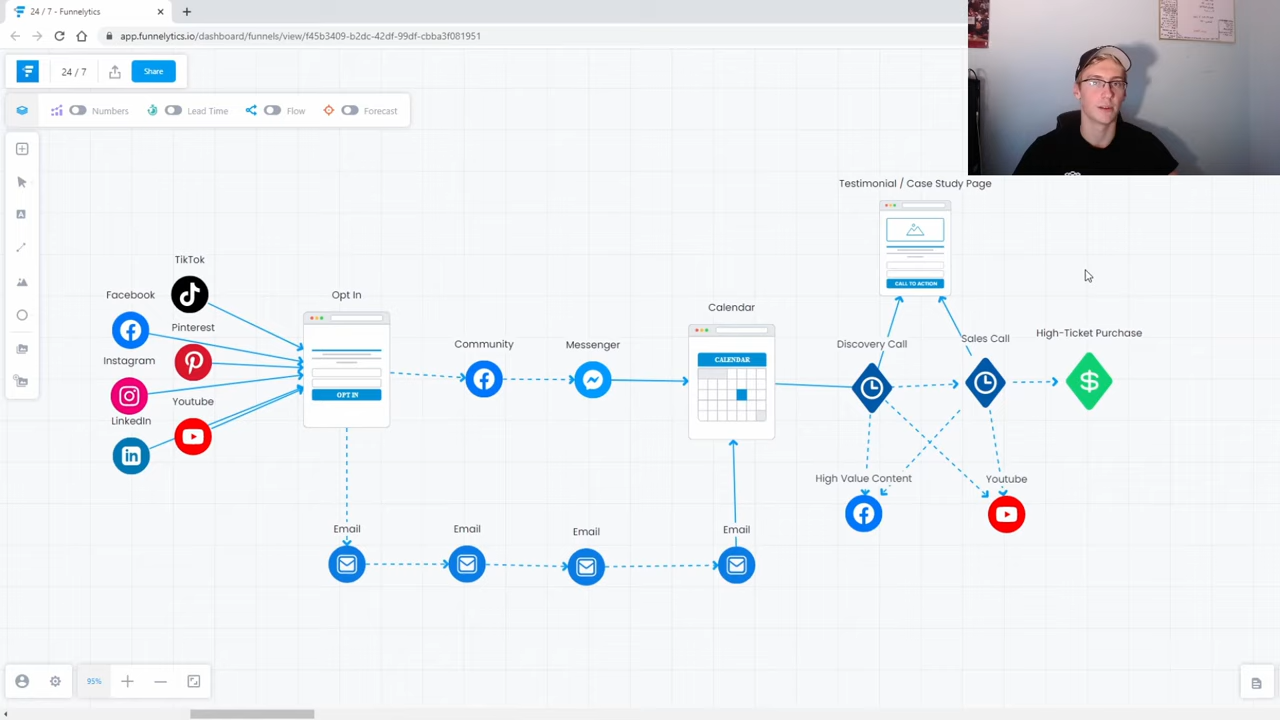 24 / 7 - Funnelytics
app.funnelytics.io/dashboard/funnels/view/f45b3409-b2dc-42df-99df-cbba3f081951
24 / 7
Share
Numbers
Lead Time
Flow
Forecast
Testimonial / Case Study Page
CALL TO ACTION
TikTok
Facebook
Pinterest
Instagram
Youtube
LinkedIn
Opt In
OPT IN
Community
Messenger
Calendar
CALENDAR
Discovery Call
Sales Call
High-Ticket Purchase
High Value Content
Youtube
Email
Email
Email
Email
95%